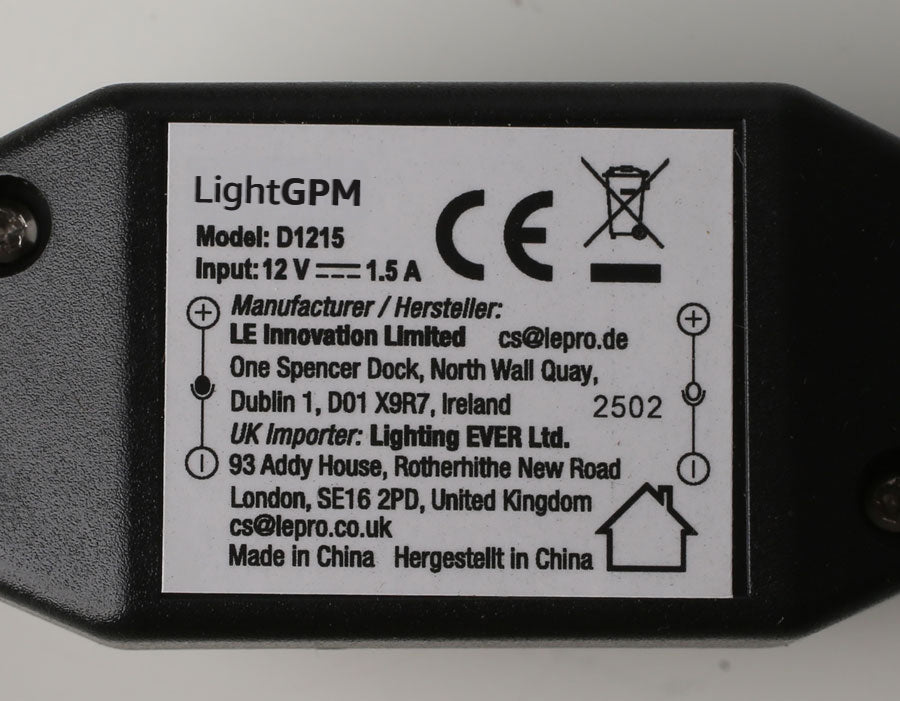 LightGPM
Model: D1215
Input: 12 V 1.5 A
CE
Manufacturer / Hersteller:
LE Innovation Limited cs@lepro.de
One Spencer Dock, North Wall Quay,
Dublin 1, D01 X9R7, Ireland
2502
UK Importer: Lighting EVER Ltd.
93 Addy House, Rotherhithe New Road
London, SE16 2PD, United Kingdom
cs@lepro.co.uk
Made in China Hergestellt in China